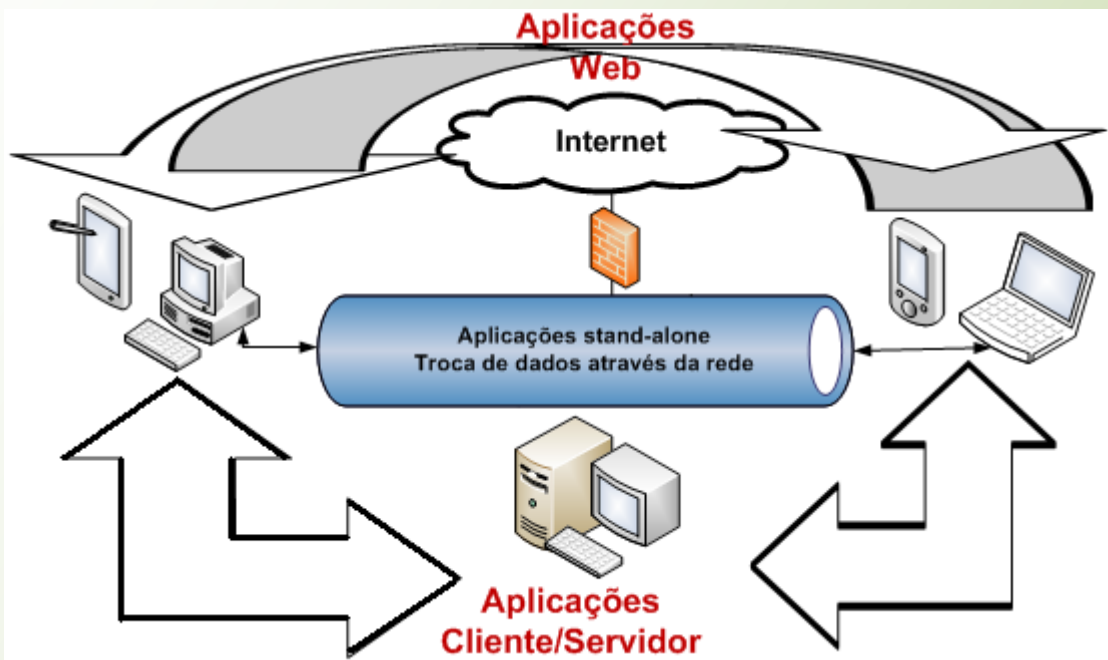 Aplicações
Web
Internet
Aplicações stand-alone
Troca de dados através da rede
Aplicações
Cliente/Servidor